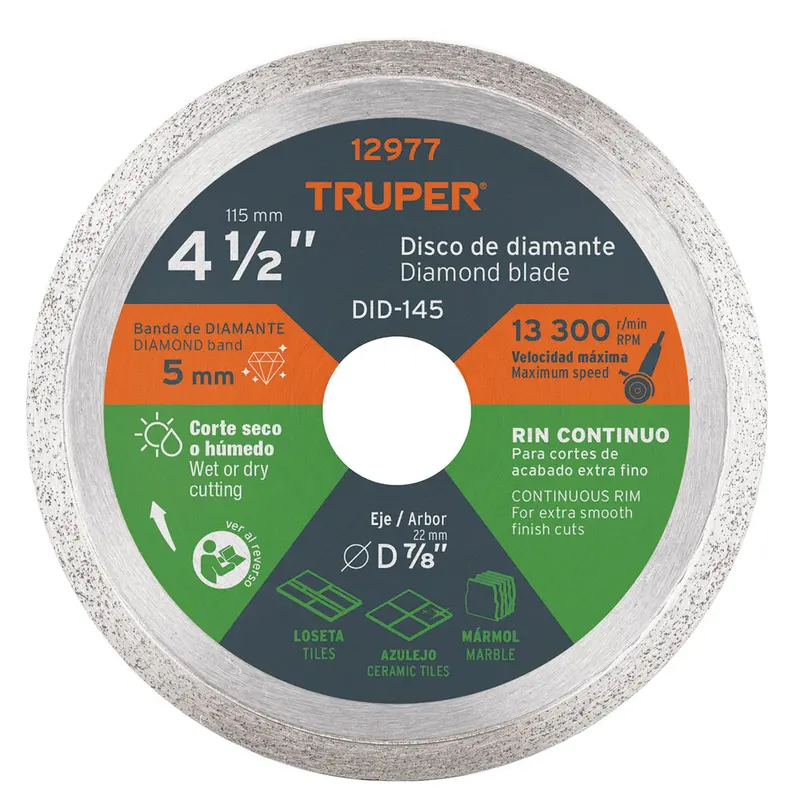 12977
TRUPER®
115 mm
4 ½"
Disco de diamante
Diamond blade
DID-145
Banda de DIAMANTE
DIAMOND band
5 mm
13 300 r/min
RPM
Velocidad máxima
Maximum speed
Corte seco
o húmedo
Wet or dry
cutting
ver al reverso
RIN CONTINUO
Para cortes de
acabado extra fino
CONTINUOUS RIM
For extra smooth
finish cuts
Eje / Arbor
22 mm
∅ D ⅞"
LOSETA
TILES
AZULEJO
CERAMIC TILES
MÁRMOL
MARBLE